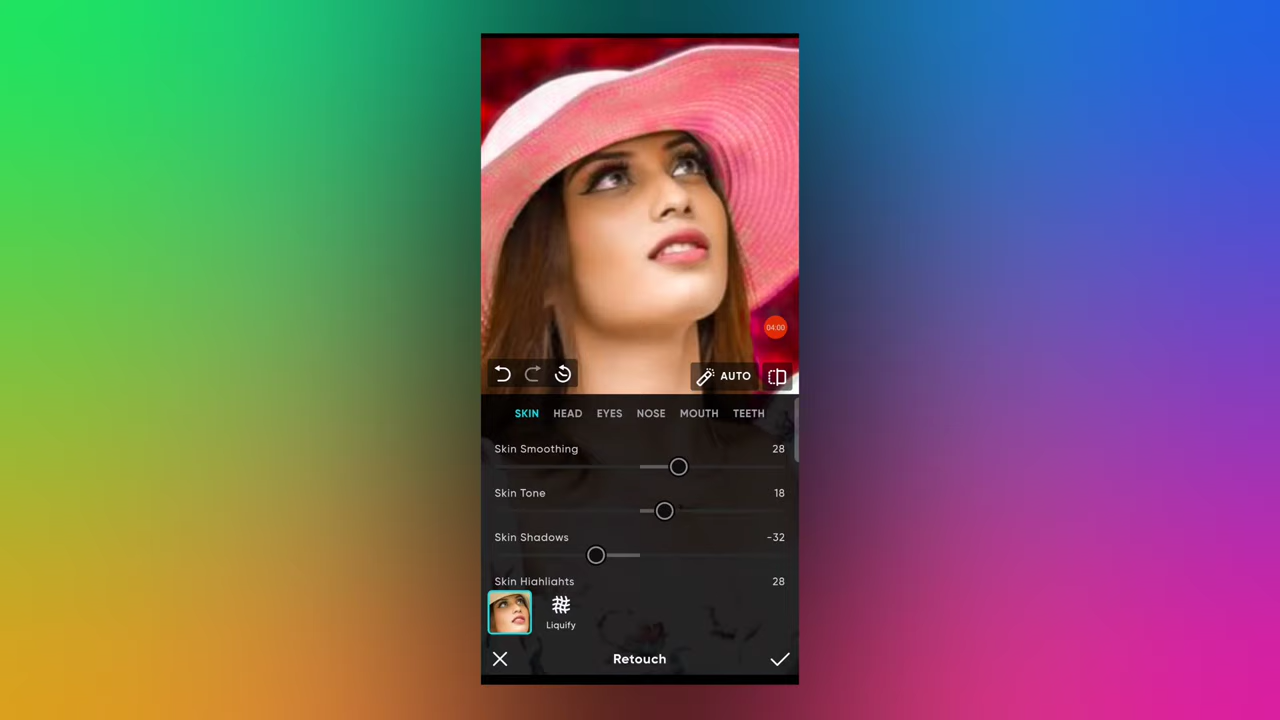 04:00
AUTO
SKIN HEAD EYES NOSE MOUTH TEETH
Skin Smoothing 28
Skin Tone 18
Skin Shadows -32
Skin Highlights 28
Liquify
Retouch